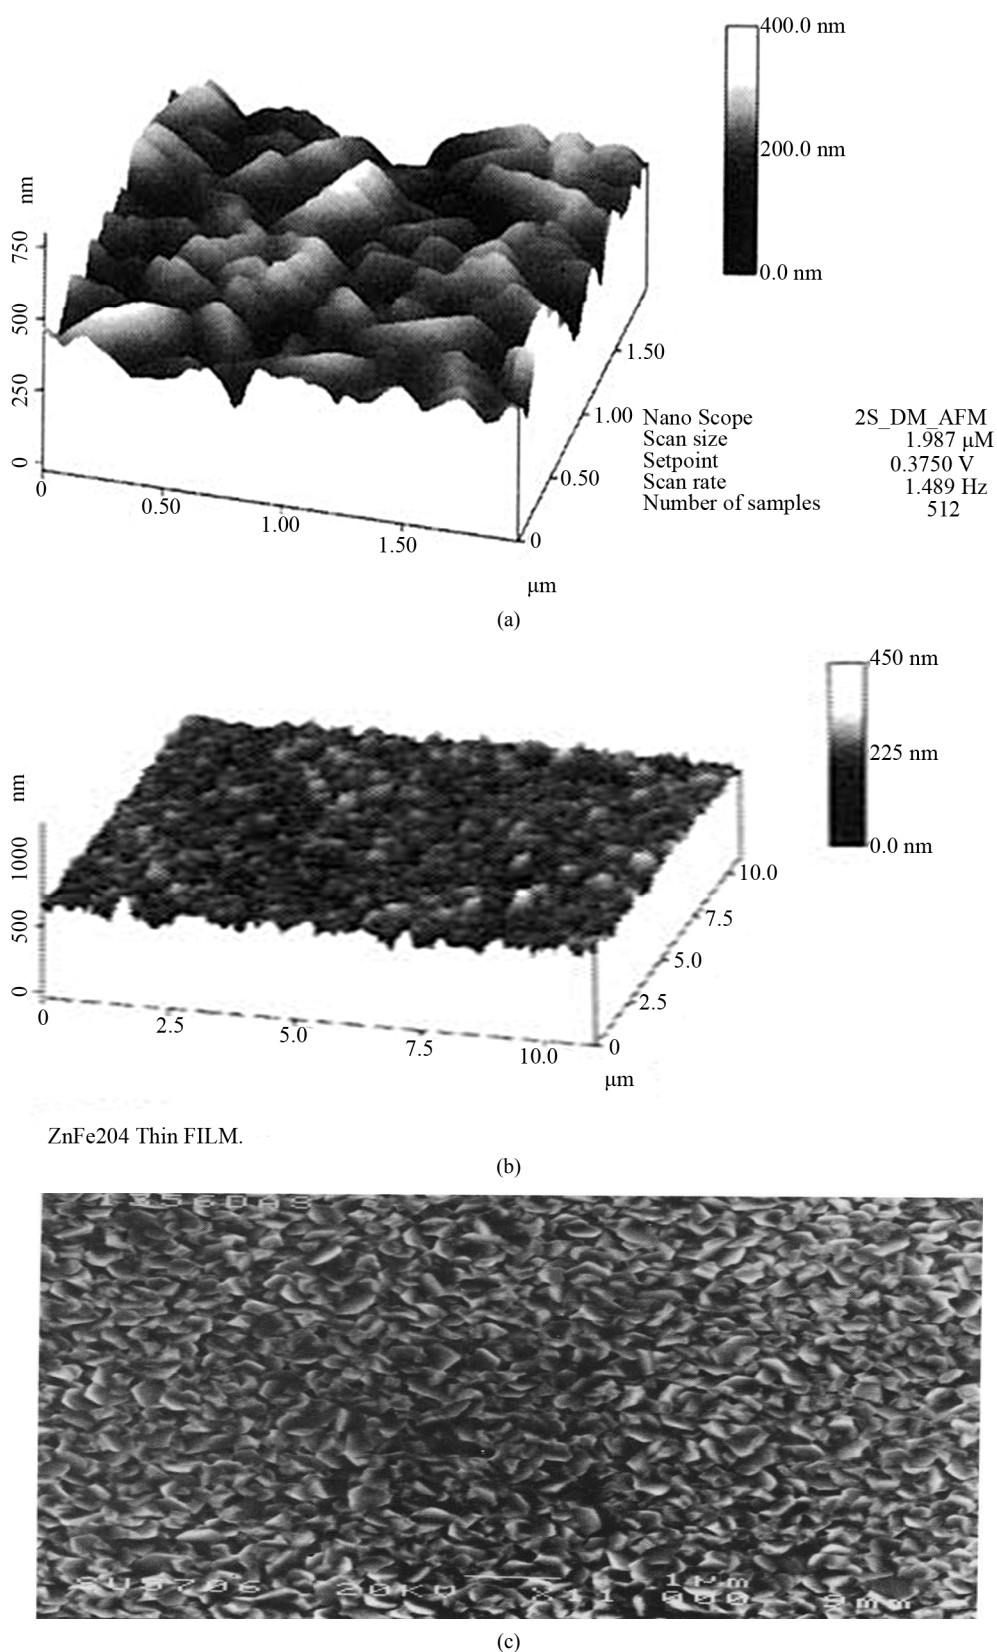 400.0 nm
200.0 nm
0.0 nm
nm
750
500
250
0
0
0.50
1.00
1.50
0
0.50
1.00
1.50
μm
Nano Scope 2S_DM_AFM
Scan size 1.987 μM
Setpoint 0.3750 V
Scan rate 1.489 Hz
Number of samples 512
(a)
450 nm
225 nm
0.0 nm
nm
1000
500
0
0
2.5
5.0
7.5
10.0
0
2.5
5.0
7.5
10.0
μm
ZnFe204 Thin FILM.
(b)
20KV X11 000 1μm 9mm
(c)